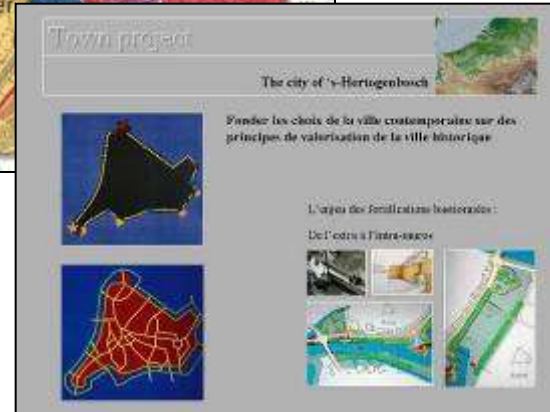 Town project
The city of 's-Hertogenbosch
Fonder les choix de la ville contemporaine sur des
principes de valorisation de la ville historique
L'enjeu des fortifications bastionnées :
De l'extra à l'intra-muros